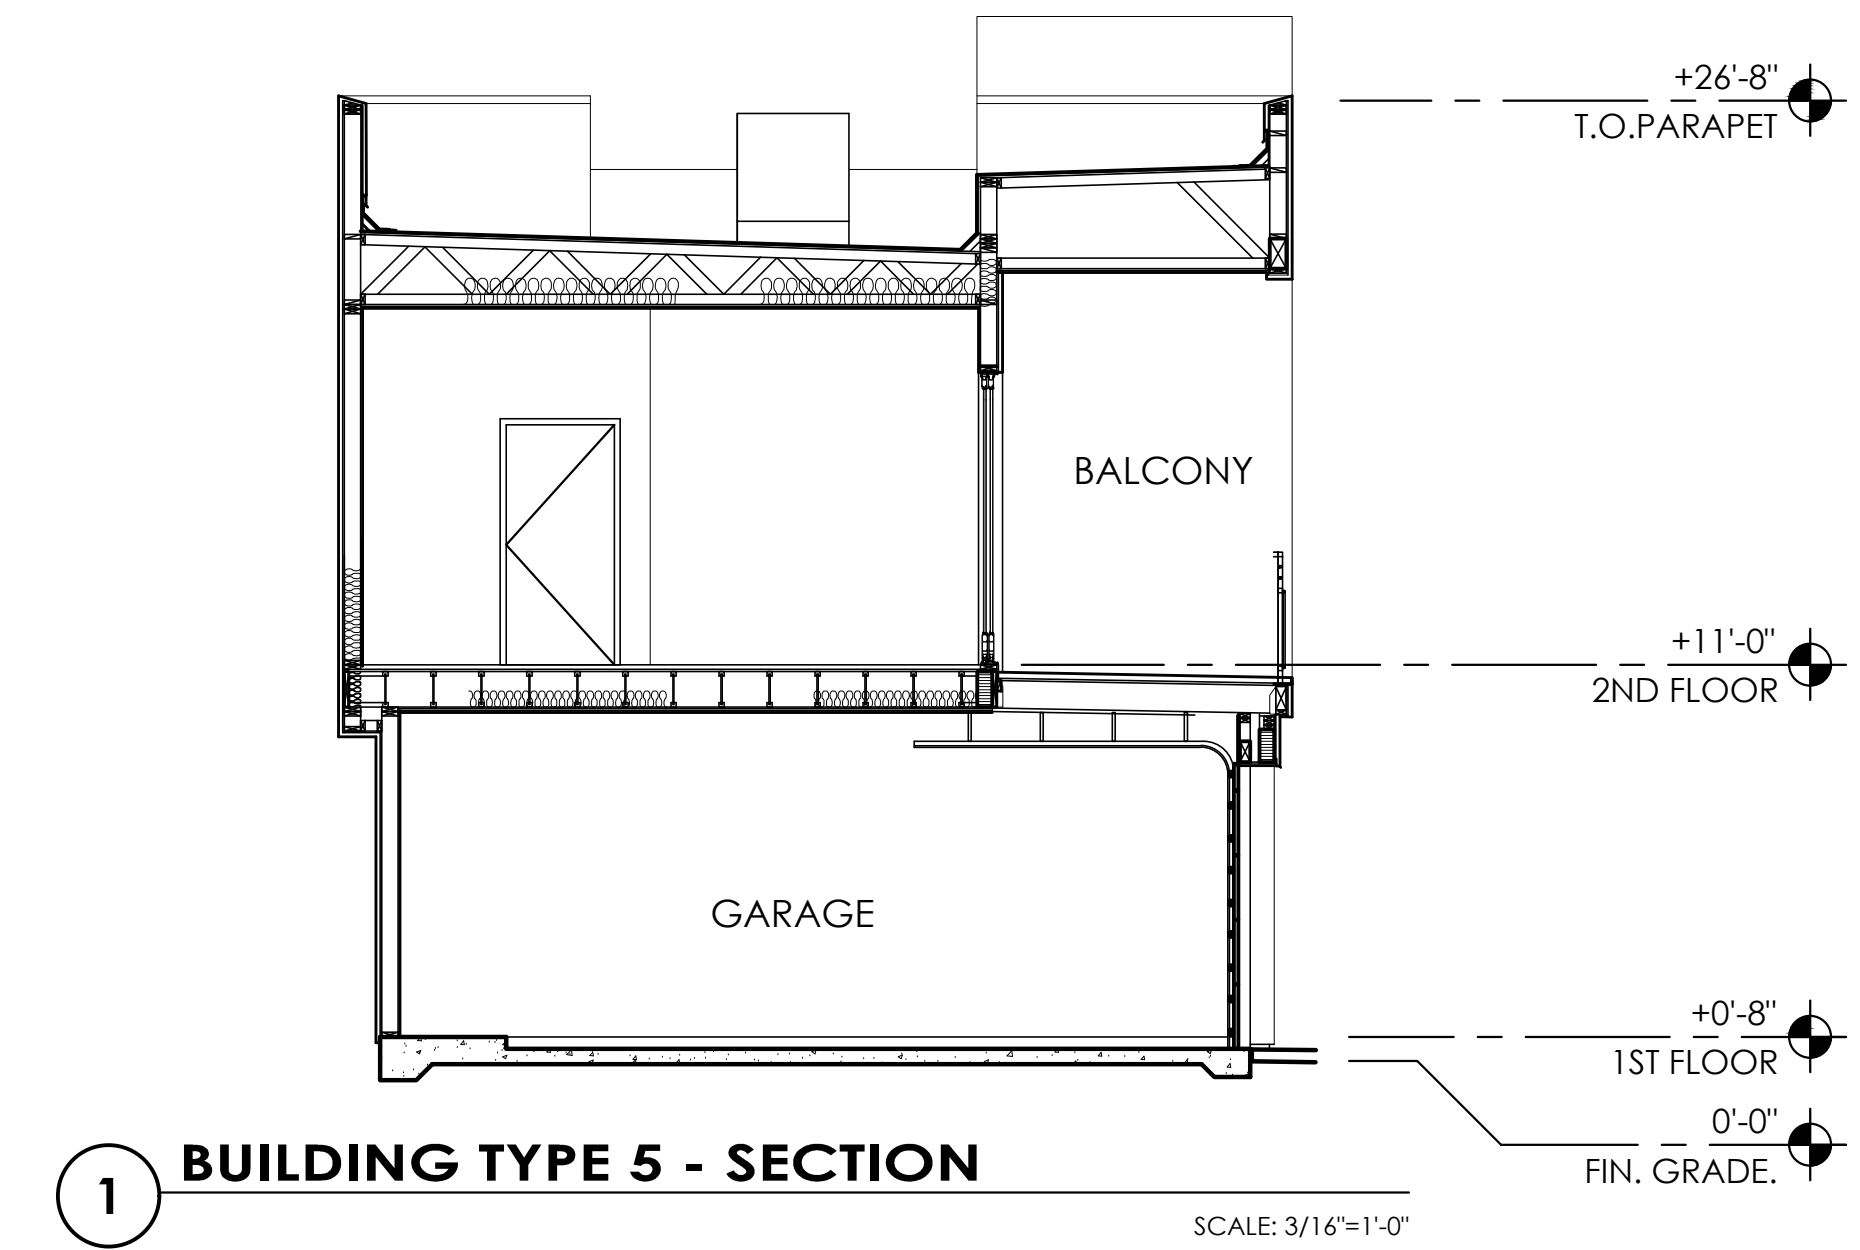 +26'-8"
T.O.PARAPET
BALCONY
+11'-0"
2ND FLOOR
GARAGE
+0'-8"
1ST FLOOR
0'-0"
FIN. GRADE.
1
BUILDING TYPE 5 - SECTION
SCALE: 3/16"=1'-0"